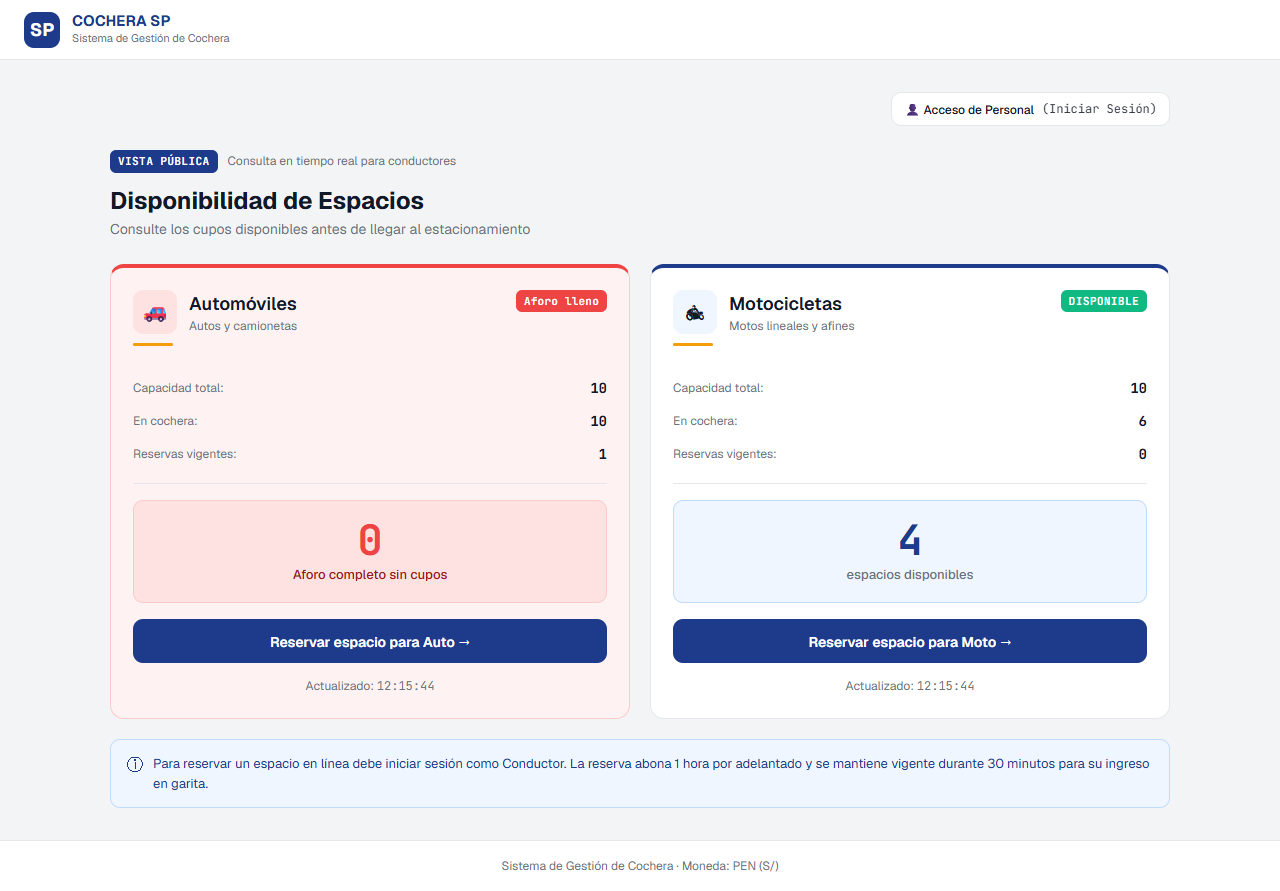 SP
COCHERA SP
Sistema de Gestión de Cochera
Acceso de Personal (Iniciar Sesión)
VISTA PÚBLICA Consulta en tiempo real para conductores
Disponibilidad de Espacios
Consulte los cupos disponibles antes de llegar al estacionamiento
Automóviles
Aforo lleno
Autos y camionetas
Capacidad total: 10
En cochera: 10
Reservas vigentes: 1
0
Aforo completo sin cupos
Reservar espacio para Auto →
Actualizado: 12:15:44
Motocicletas
DISPONIBLE
Motos lineales y afines
Capacidad total: 10
En cochera: 6
Reservas vigentes: 0
4
espacios disponibles
Reservar espacio para Moto →
Actualizado: 12:15:44
Para reservar un espacio en línea debe iniciar sesión como Conductor. La reserva abona 1 hora por adelantado y se mantiene vigente durante 30 minutos para su ingreso
en garita.
Sistema de Gestión de Cochera · Moneda: PEN (S/)